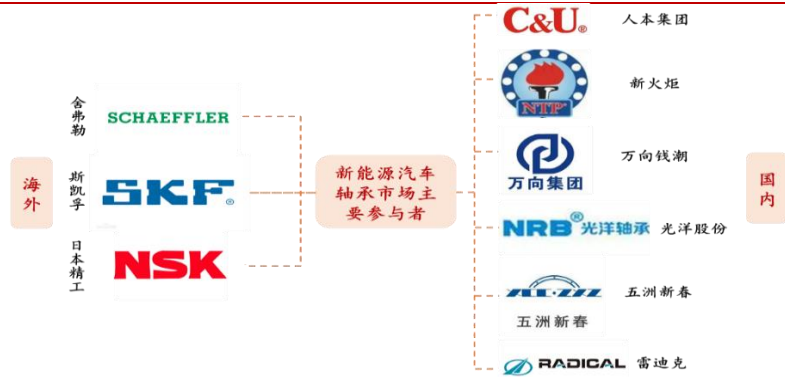 海外
舍弗勒
SCHAEFFLER
斯凯孚
SKF®
日本精工
NSK
新能源汽车
轴承市场主
要参与者
C&U®
人本集团
NTP
新火炬
万向集团
万向钱潮
NRB®光洋轴承
光洋股份
五洲新春
五洲新春
RADICAL
雷迪克
国内